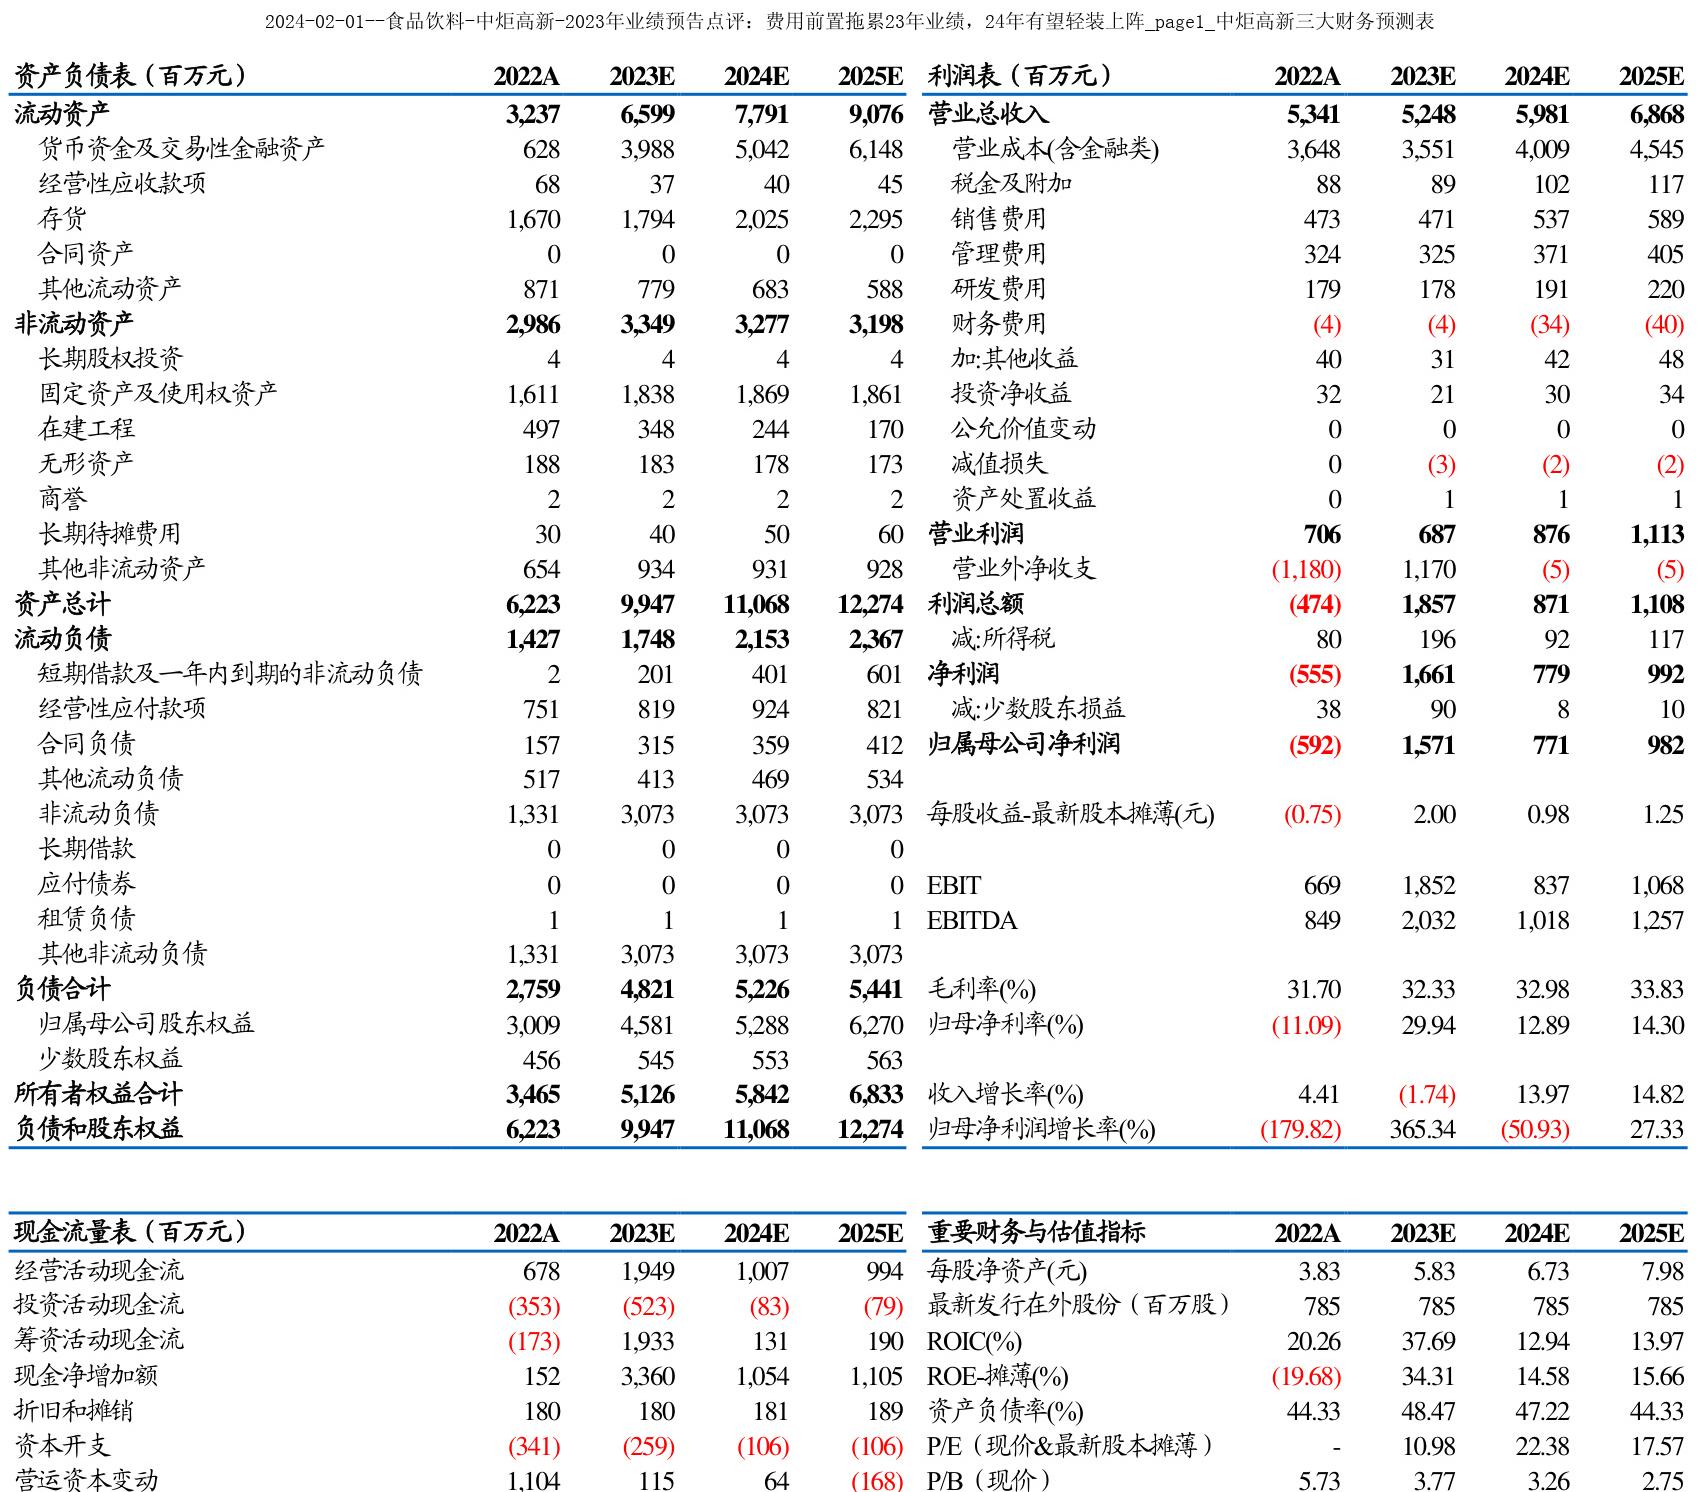 2024-02-01--食品饮料-中炬高新-2023年业绩预告点评：费用前置拖累23年业绩，24年有望轻装上阵_page1_中炬高新三大财务预测表
资产负债表（百万元） 2022A 2023E 2024E 2025E 利润表（百万元） 2022A 2023E 2024E 2025E
流动资产 3,237 6,599 7,791 9,076 营业总收入 5,341 5,248 5,981 6,868
货币资金及交易性金融资产 628 3,988 5,042 6,148 营业成本(含金融类) 3,648 3,551 4,009 4,545
经营性应收款项 68 37 40 45 税金及附加 88 89 102 117
存货 1,670 1,794 2,025 2,295 销售费用 473 471 537 589
合同资产 0 0 0 0 管理费用 324 325 371 405
其他流动资产 871 779 683 588 研发费用 179 178 191 220
非流动资产 2,986 3,349 3,277 3,198 财务费用 (4) (4) (34) (40)
长期股权投资 4 4 4 4 加:其他收益 40 31 42 48
固定资产及使用权资产 1,611 1,838 1,869 1,861 投资净收益 32 21 30 34
在建工程 497 348 244 170 公允价值变动 0 0 0 0
无形资产 188 183 178 173 减值损失 0 (3) (2) (2)
商誉 2 2 2 2 资产处置收益 0 1 1 1
长期待摊费用 30 40 50 60 营业利润 706 687 876 1,113
其他非流动资产 654 934 931 928 营业外净收支 (1,180) 1,170 (5) (5)
资产总计 6,223 9,947 11,068 12,274 利润总额 (474) 1,857 871 1,108
流动负债 1,427 1,748 2,153 2,367 减:所得税 80 196 92 117
短期借款及一年内到期的非流动负债 2 201 401 601 净利润 (555) 1,661 779 992
经营性应付款项 751 819 924 821 减:少数股东损益 38 90 8 10
合同负债 157 315 359 412 归属母公司净利润 (592) 1,571 771 982
其他流动负债 517 413 469 534
非流动负债 1,331 3,073 3,073 3,073 每股收益-最新股本摊薄(元) (0.75) 2.00 0.98 1.25
长期借款 0 0 0 0
应付债券 0 0 0 0 EBIT 669 1,852 837 1,068
租赁负债 1 1 1 1 EBITDA 849 2,032 1,018 1,257
其他非流动负债 1,331 3,073 3,073 3,073
负债合计 2,759 4,821 5,226 5,441 毛利率(%) 31.70 32.33 32.98 33.83
归属母公司股东权益 3,009 4,581 5,288 6,270 归母净利率(%) (11.09) 29.94 12.89 14.30
少数股东权益 456 545 553 563
所有者权益合计 3,465 5,126 5,842 6,833 收入增长率(%) 4.41 (1.74) 13.97 14.82
负债和股东权益 6,223 9,947 11,068 12,274 归母净利润增长率(%) (179.82) 365.34 (50.93) 27.33
现金流量表（百万元） 2022A 2023E 2024E 2025E 重要财务与估值指标 2022A 2023E 2024E 2025E
经营活动现金流 678 1,949 1,007 994 每股净资产(元) 3.83 5.83 6.73 7.98
投资活动现金流 (353) (523) (83) (79) 最新发行在外股份（百万股） 785 785 785 785
筹资活动现金流 (173) 1,933 131 190 ROIC(%) 20.26 37.69 12.94 13.97
现金净增加额 152 3,360 1,054 1,105 ROE-摊薄(%) (19.68) 34.31 14.58 15.66
折旧和摊销 180 180 181 189 资产负债率(%) 44.33 48.47 47.22 44.33
资本开支 (341) (259) (106) (106) P/E（现价&最新股本摊薄） - 10.98 22.38 17.57
营运资本变动 1,104 115 64 (168) P/B（现价） 5.73 3.77 3.26 2.75